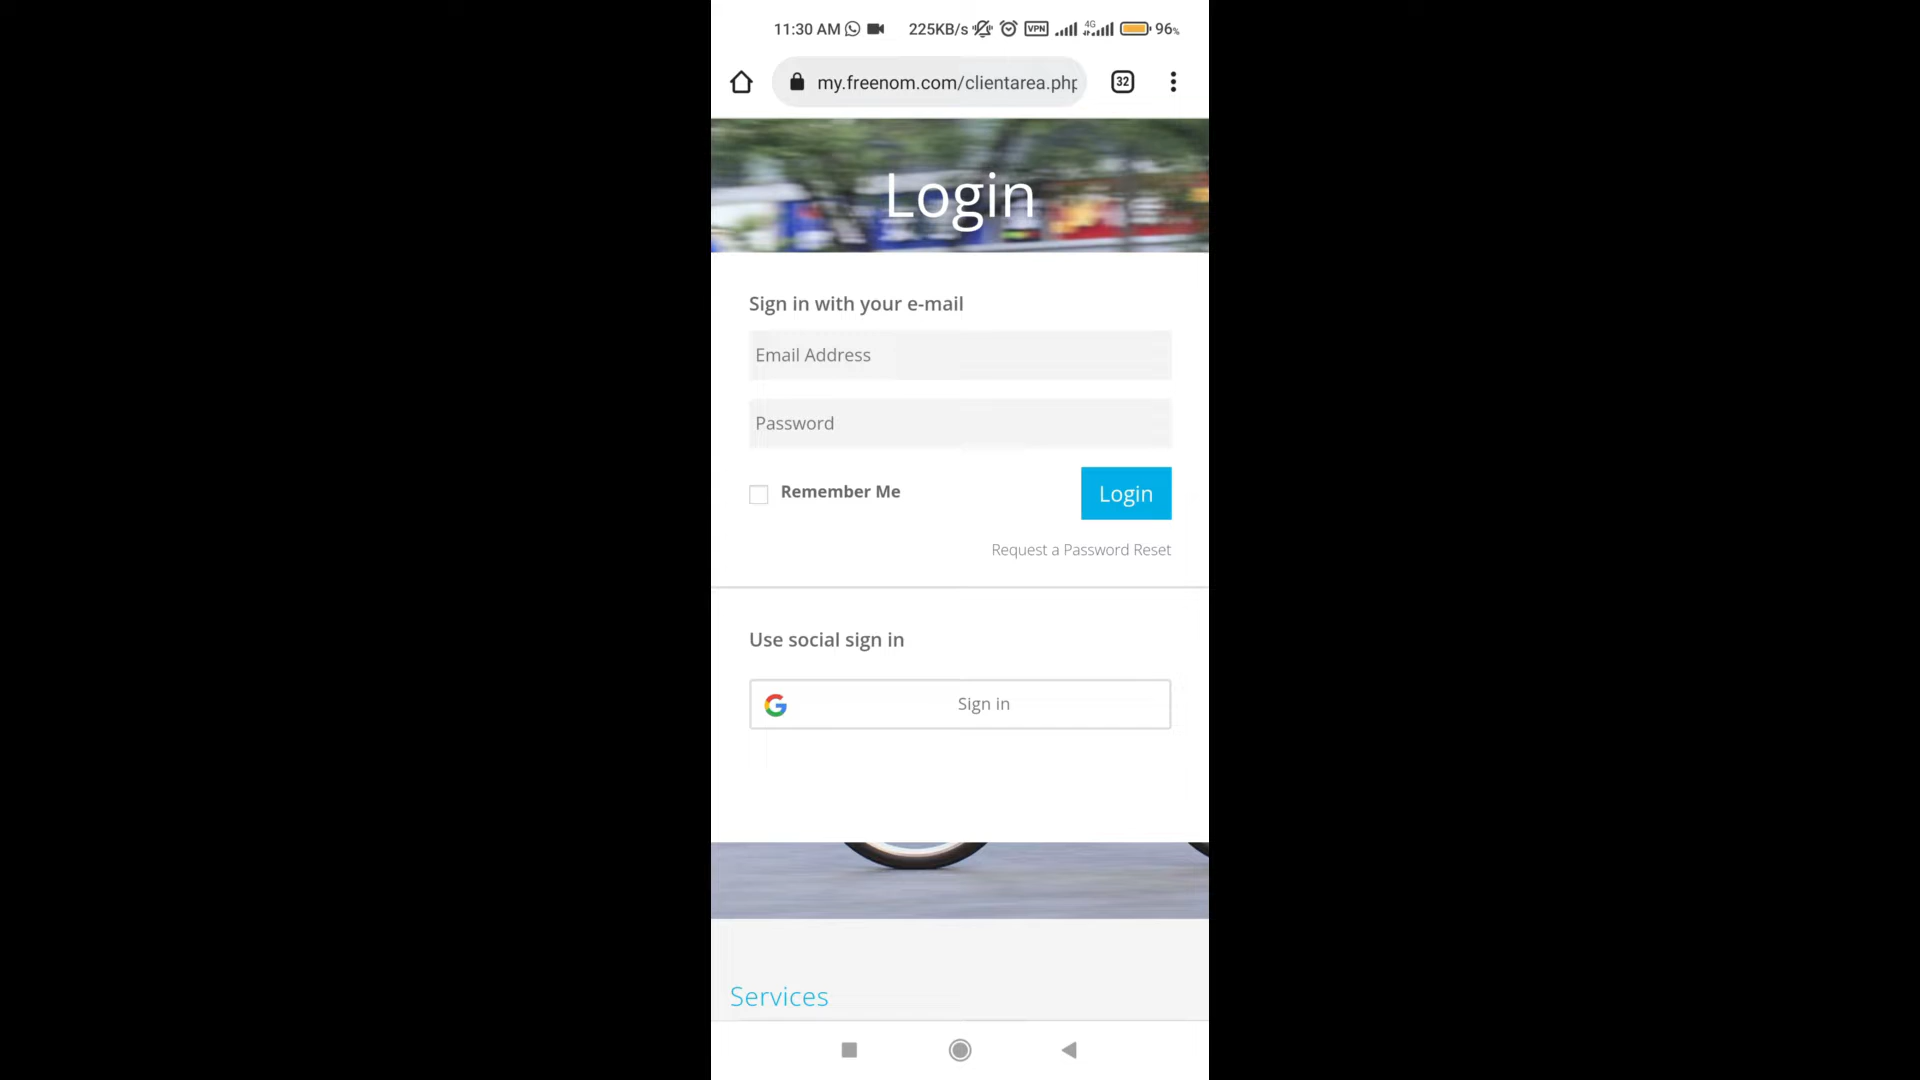 11:30 AM 225KB/s VPN 4G 96%
my.freenom.com/clientarea.php 32
Login
Sign in with your e-mail
Email Address
Password
Remember Me Login
Request a Password Reset
Use social sign in
Sign in
Services